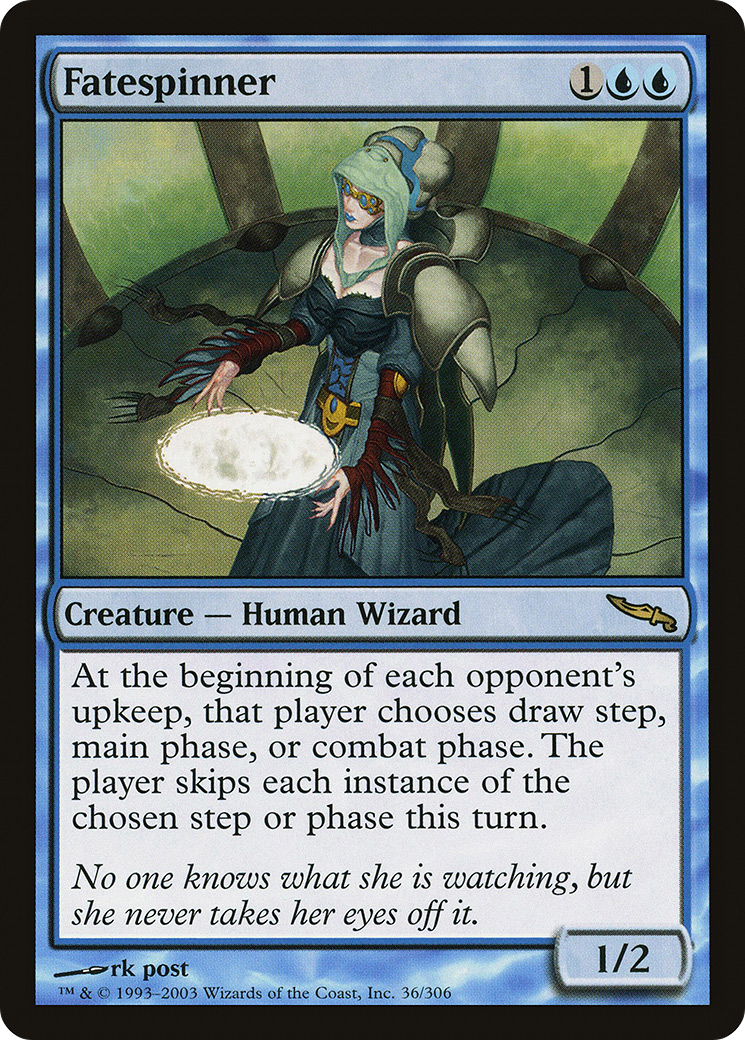 Fatespinner 1
Creature — Human Wizard
At the beginning of each opponent's
upkeep, that player chooses draw step,
main phase, or combat phase. The
player skips each instance of the
chosen step or phase this turn.
No one knows what she is watching, but
she never takes her eyes off it.
1/2
rk post
™ & © 1993–2003 Wizards of the Coast, Inc. 36/306